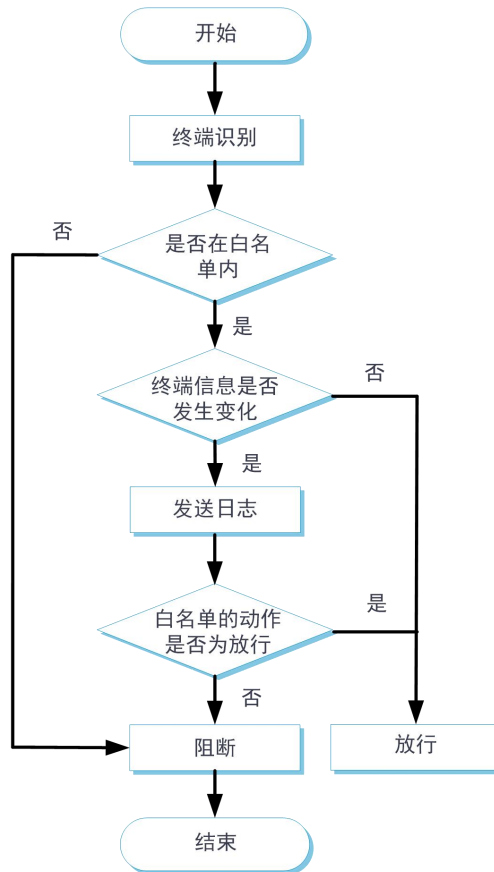 开始
终端识别
否
是否在白名
单内
是
终端信息是否
发生变化
否
是
发送日志
白名单的动作
是否为放行
是
否
阻断
放行
结束